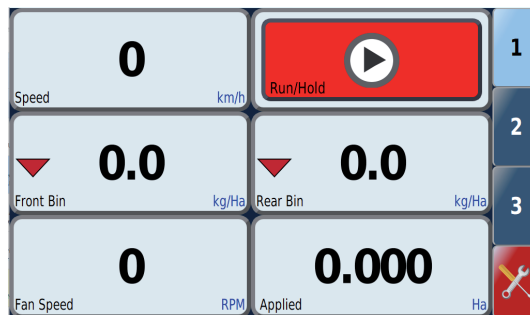 0
Speed km/h
Run/Hold
1
0.0
Front Bin kg/Ha
0.0
Rear Bin kg/Ha
2
3
0
Fan Speed RPM
0.000
Applied Ha